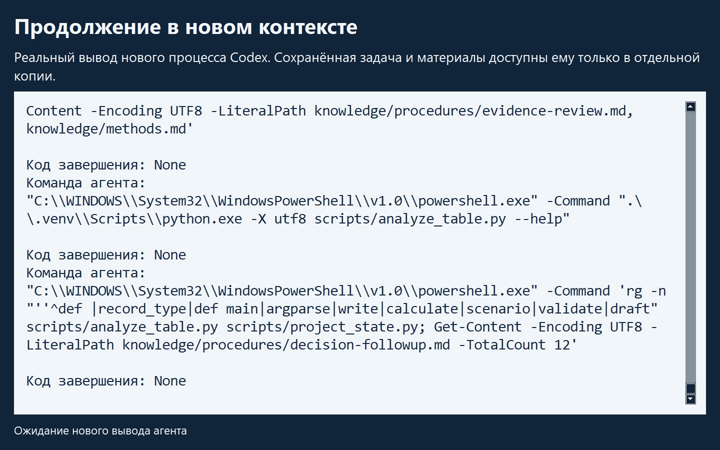 Продолжение в новом контексте
Реальный вывод нового процесса Codex. Сохранённая задача и материалы доступны ему только в отдельной
копии.
Content -Encoding UTF8 -LiteralPath knowledge/procedures/evidence-review.md,
knowledge/methods.md'
Код завершения: None
Команда агента:
"C:\\WINDOWS\\System32\\WindowsPowerShell\\v1.0\\powershell.exe" -Command ".\
\.venv\\Scripts\\python.exe -X utf8 scripts/analyze_table.py --help"
Код завершения: None
Команда агента:
"C:\\WINDOWS\\System32\\WindowsPowerShell\\v1.0\\powershell.exe" -Command 'rg -n
"''^def |record_type|def main|argparse|write|calculate|scenario|validate|draft"
scripts/analyze_table.py scripts/project_state.py; Get-Content -Encoding UTF8 -
LiteralPath knowledge/procedures/decision-followup.md -TotalCount 12'
Код завершения: None
Ожидание нового вывода агента